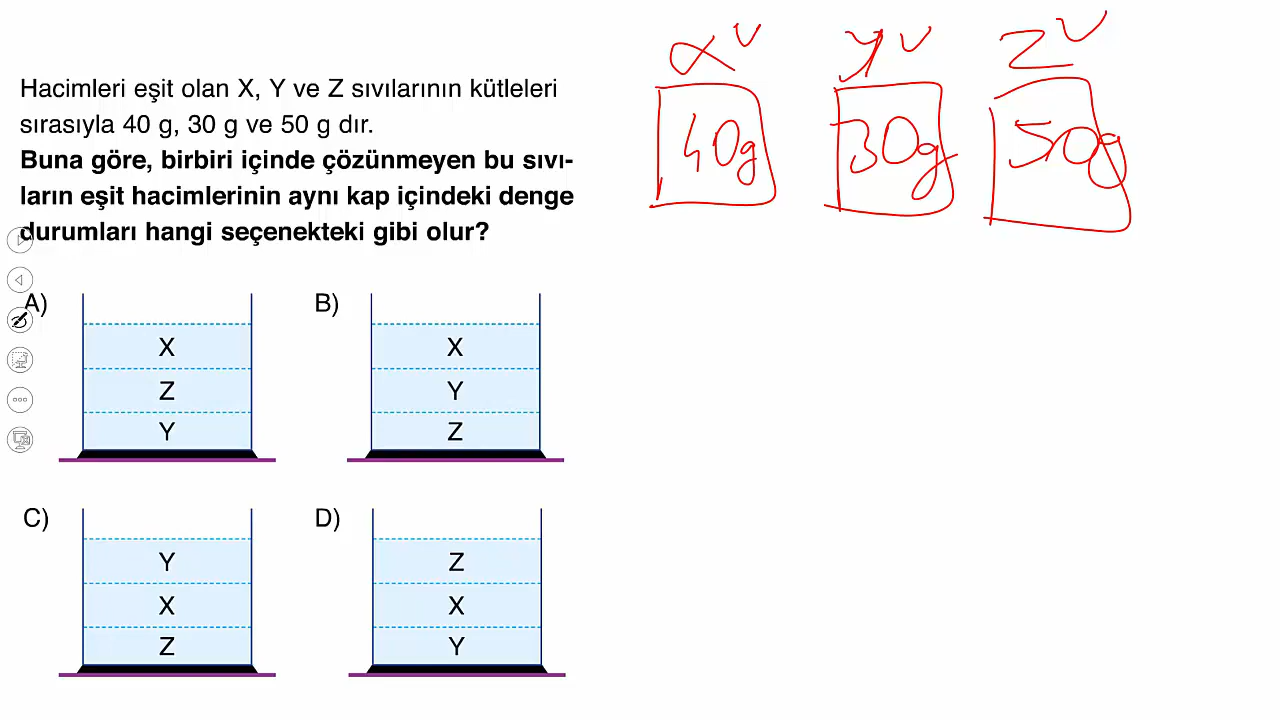 Hacimleri eşit olan X, Y ve Z sıvılarının kütleleri
sırasıyla 40 g, 30 g ve 50 g dır.
Buna göre, birbiri içinde çözünmeyen bu sıvı-
ların eşit hacimlerinin aynı kap içindeki denge
durumları hangi seçenekteki gibi olur?
X V
Y V
Z V
40g
30g
50g
A)
X
Z
Y
B)
X
Y
Z
C)
Y
X
Z
D)
Z
X
Y